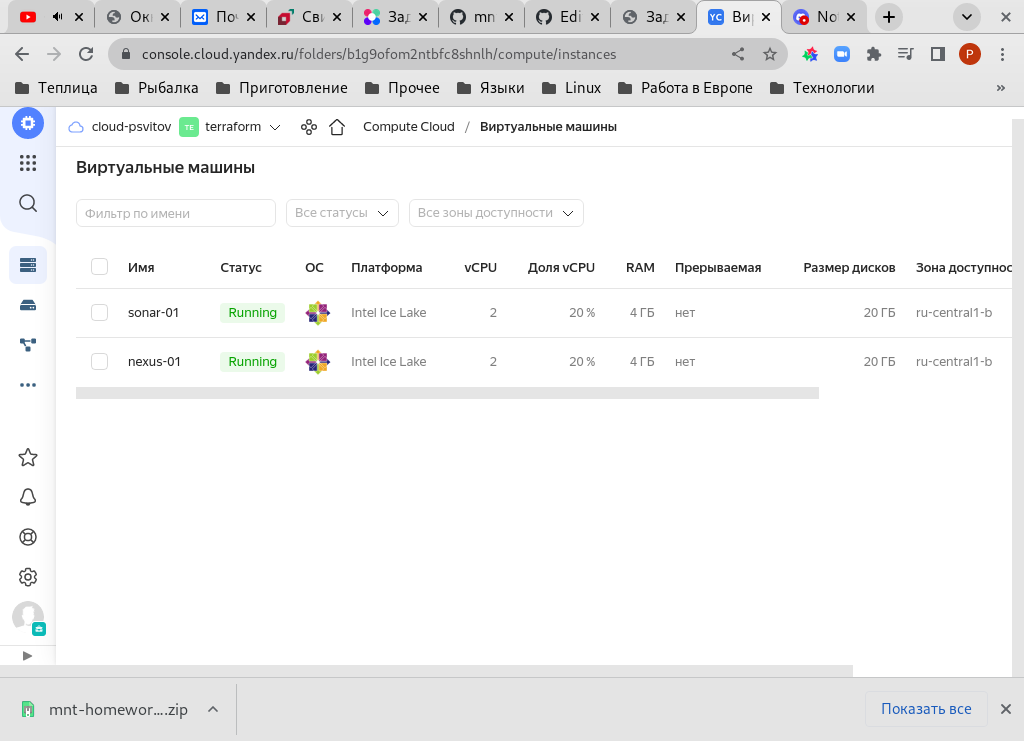 Ок
По
Сви
Зад
mn
Edi
Зад
YC Ви
No
console.cloud.yandex.ru/folders/b1g9ofom2ntbfc8shnlh/compute/instances
P
Теплица Рыбалка Приготовление Прочее Языки Linux Работа в Европе Технологии »
cloud-psvitov TE terraform Compute Cloud / Виртуальные машины
Виртуальные машины
Фильтр по имени Все статусы Все зоны доступности
Имя Статус ОС Платформа vCPU Доля vCPU RAM Прерываемая Размер дисков Зона доступнос
sonar-01 Running Intel Ice Lake 2 20 % 4 ГБ нет 20 ГБ ru-central1-b
nexus-01 Running Intel Ice Lake 2 20 % 4 ГБ нет 20 ГБ ru-central1-b
mnt-homewor....zip
Показать все